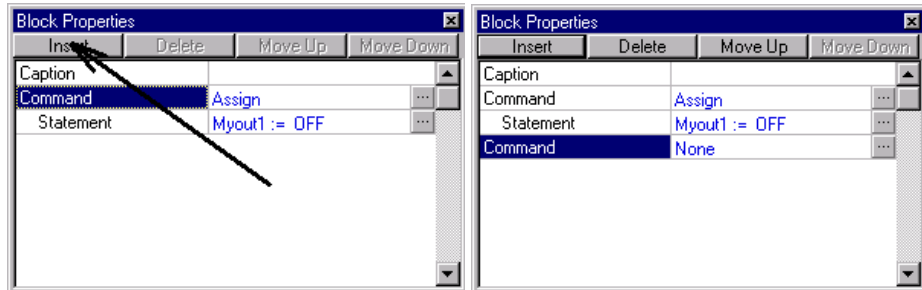 Block Properties
Insert Delete Move Up Move Down
Caption
Command Assign ...
Statement Myout1 := OFF ...
Block Properties
Insert Delete Move Up Move Down
Caption
Command Assign ...
Statement Myout1 := OFF ...
Command None ...